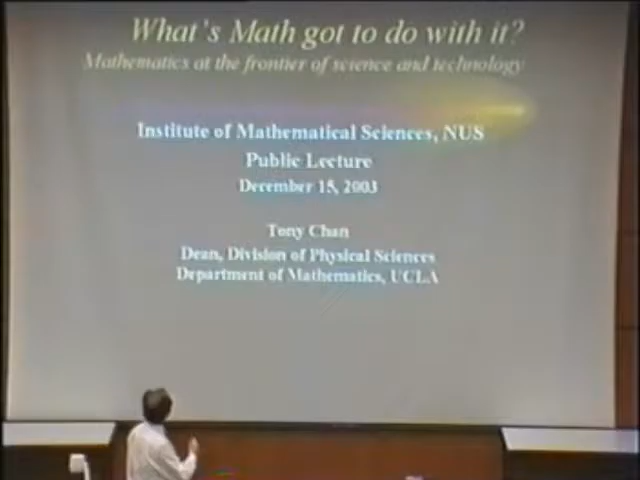 What's Math got to do with it?
Mathematics at the frontier of science and technology
Institute of Mathematical Sciences, NUS
Public Lecture
December 15, 2003
Tony Chan
Dean, Division of Physical Sciences
Department of Mathematics, UCLA